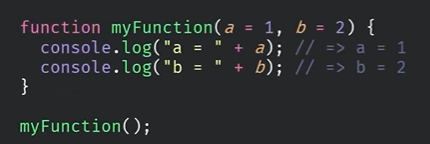 function myFunction(a = 1, b = 2) {
  console.log("a = " + a); // => a = 1
  console.log("b = " + b); // => b = 2
}

myFunction();